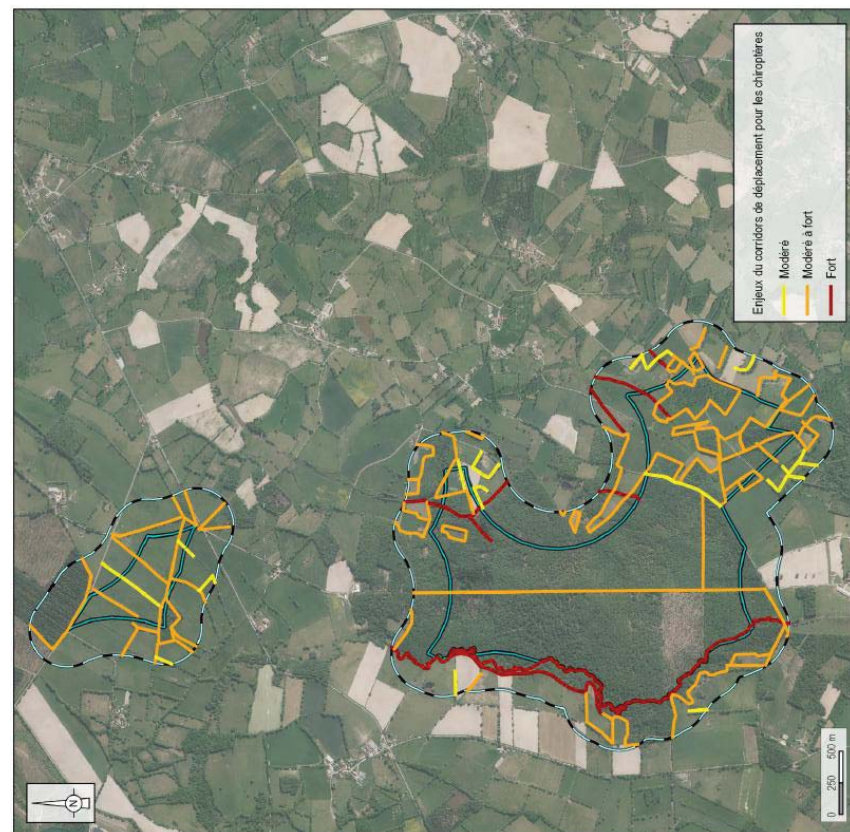 Enjeux du corridors de déplacement pour les chiroptères
Modéré
Modéré à fort
Fort
N
0 250 500 m